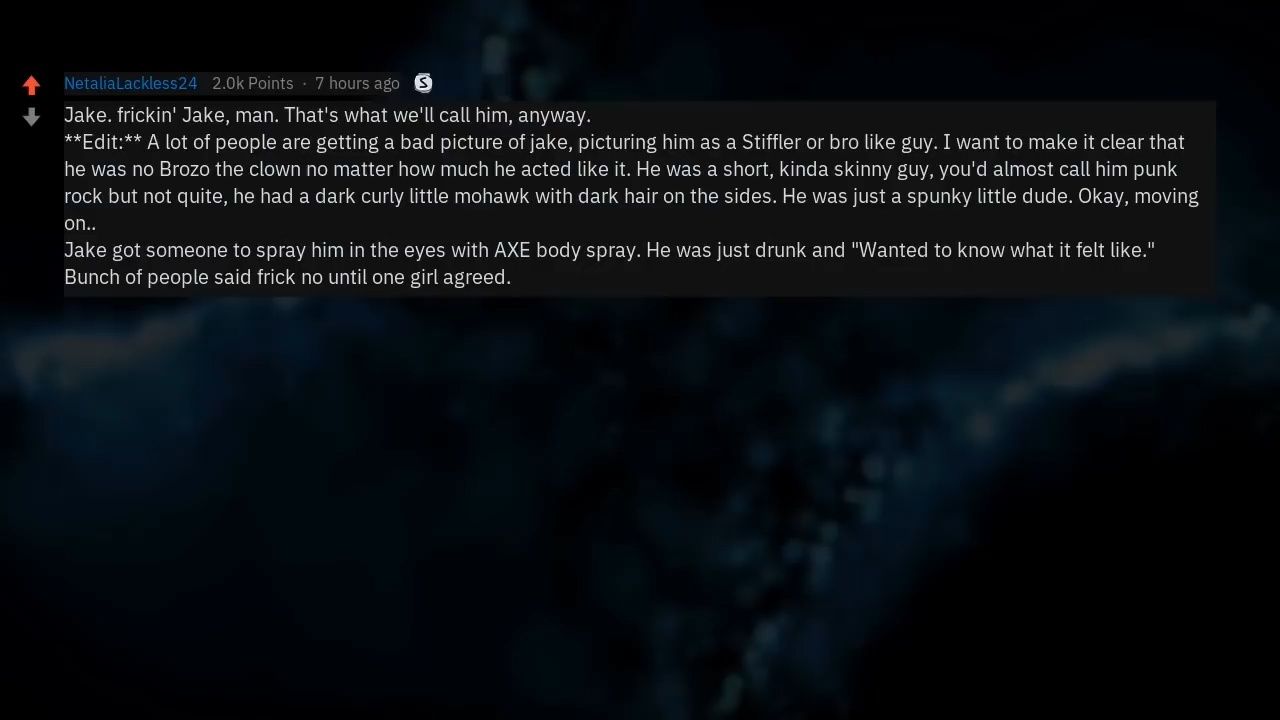 NetaliaLackless24 2.0k Points · 7 hours ago
Jake. frickin' Jake, man. That's what we'll call him, anyway.
**Edit:** A lot of people are getting a bad picture of jake, picturing him as a Stiffler or bro like guy. I want to make it clear that
he was no Brozo the clown no matter how much he acted like it. He was a short, kinda skinny guy, you'd almost call him punk
rock but not quite, he had a dark curly little mohawk with dark hair on the sides. He was just a spunky little dude. Okay, moving
on..
Jake got someone to spray him in the eyes with AXE body spray. He was just drunk and "Wanted to know what it felt like."
Bunch of people said frick no until one girl agreed.